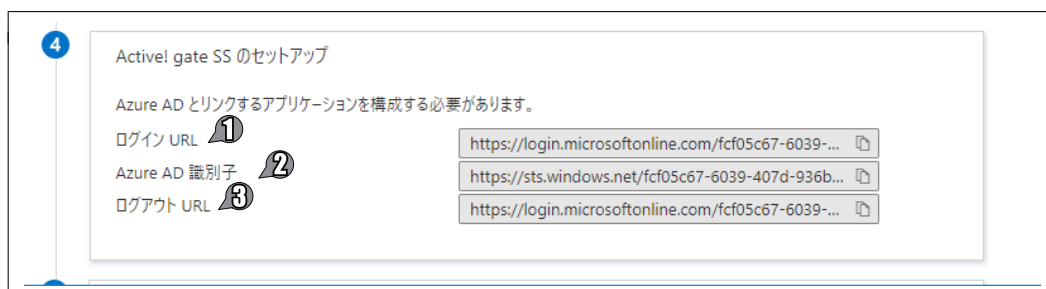 4
Active! gate SS のセットアップ
Azure AD とリンクするアプリケーションを構成する必要があります。
ログイン URL 1 https://login.microsoftonline.com/fcf05c67-6039-...
Azure AD 識別子 2 https://sts.windows.net/fcf05c67-6039-407d-936b...
ログアウト URL 3 https://login.microsoftonline.com/fcf05c67-6039-...